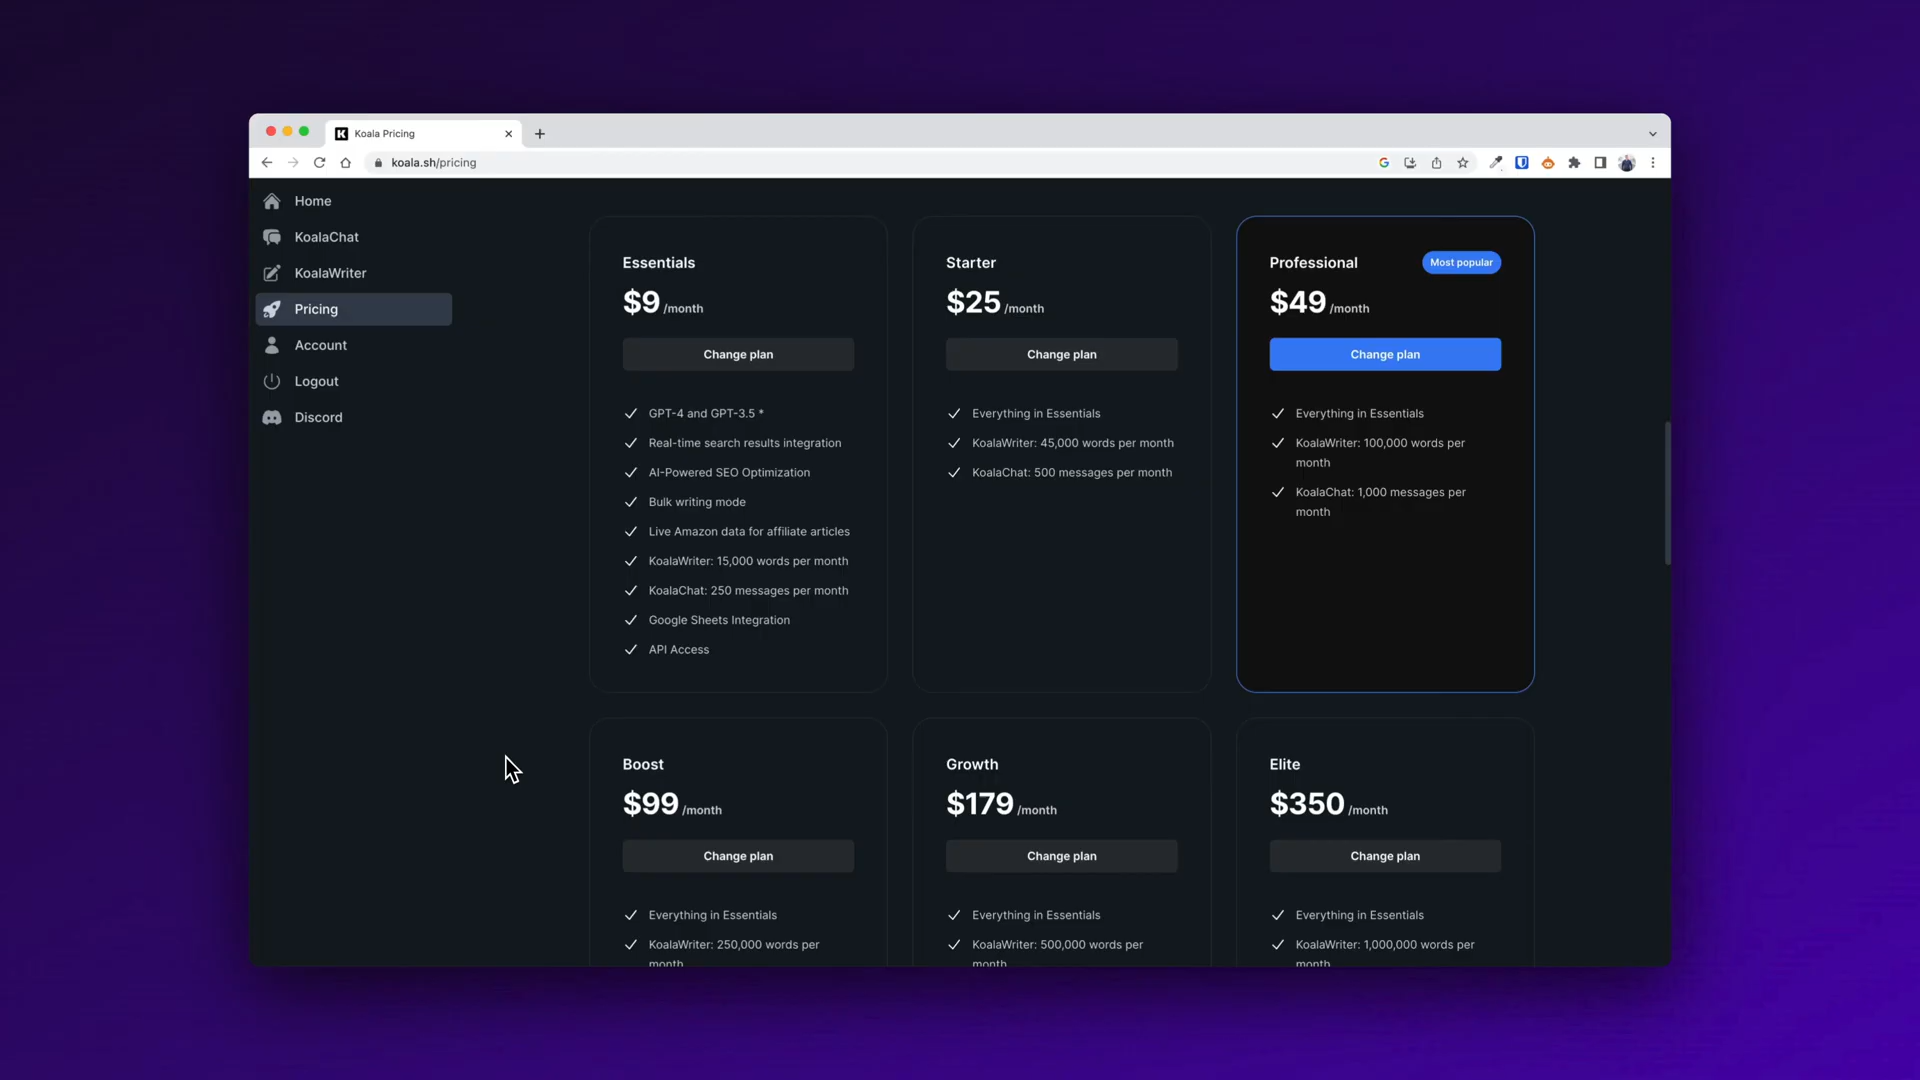 Koala Pricing
koala.sh/pricing
Home
KoalaChat
KoalaWriter
Pricing
Account
Logout
Discord
Essentials
$9 /month
Change plan
GPT-4 and GPT-3.5 *
Real-time search results integration
AI-Powered SEO Optimization
Bulk writing mode
Live Amazon data for affiliate articles
KoalaWriter: 15,000 words per month
KoalaChat: 250 messages per month
Google Sheets Integration
API Access
Starter
$25 /month
Change plan
Everything in Essentials
KoalaWriter: 45,000 words per month
KoalaChat: 500 messages per month
Professional
Most popular
$49 /month
Change plan
Everything in Essentials
KoalaWriter: 100,000 words per
month
KoalaChat: 1,000 messages per
month
Boost
$99 /month
Change plan
Everything in Essentials
KoalaWriter: 250,000 words per
month
Growth
$179 /month
Change plan
Everything in Essentials
KoalaWriter: 500,000 words per
month
Elite
$350 /month
Change plan
Everything in Essentials
KoalaWriter: 1,000,000 words per
month